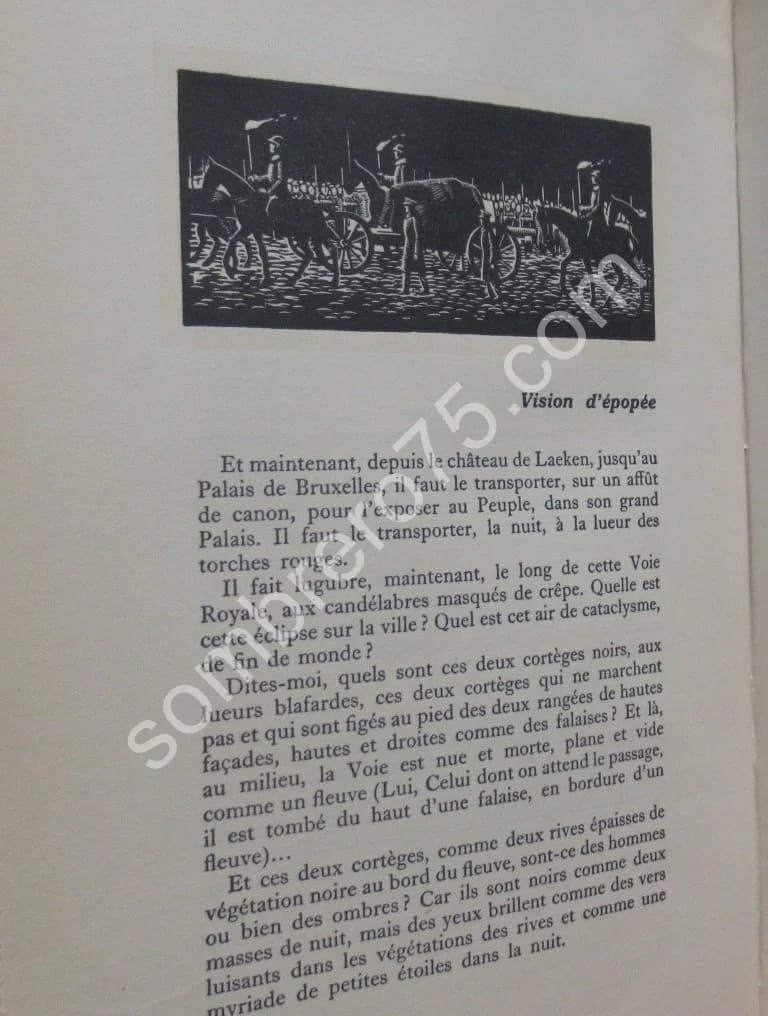 Vision d'épopée
Et maintenant, depuis le château de Laeken, jusqu'au
Palais de Bruxelles, il faut le transporter, sur un affût
de canon, pour l'exposer au Peuple, dans son grand
Palais. Il faut le transporter, la nuit, à la lueur des
torches rouges.
Il fait lugubre, maintenant, le long de cette Voie
Royale, aux candélabres masqués de crêpe. Quelle est
cette éclipse sur la ville ? Quel est cet air de cataclysme,
de fin de monde ?
Dites-moi, quels sont ces deux cortèges noirs, aux
lueurs blafardes, ces deux cortèges qui ne marchent
pas et qui sont figés au pied des deux rangées de hautes
façades, hautes et droites comme des falaises ? Et là,
au milieu, la Voie est nue et morte, plane et vide
comme un fleuve (Lui, Celui dont on attend le passage,
il est tombé du haut d'une falaise, en bordure d'un
fleuve)...
Et ces deux cortèges, comme deux rives épaisses de
végétation noire au bord du fleuve, sont-ce des hommes
ou bien des ombres ? Car ils sont noirs comme deux
masses de nuit, mais des yeux brillent comme des vers
luisants dans les végétations des rives et comme une
myriade de petites étoiles dans la nuit.
sombrero75.com